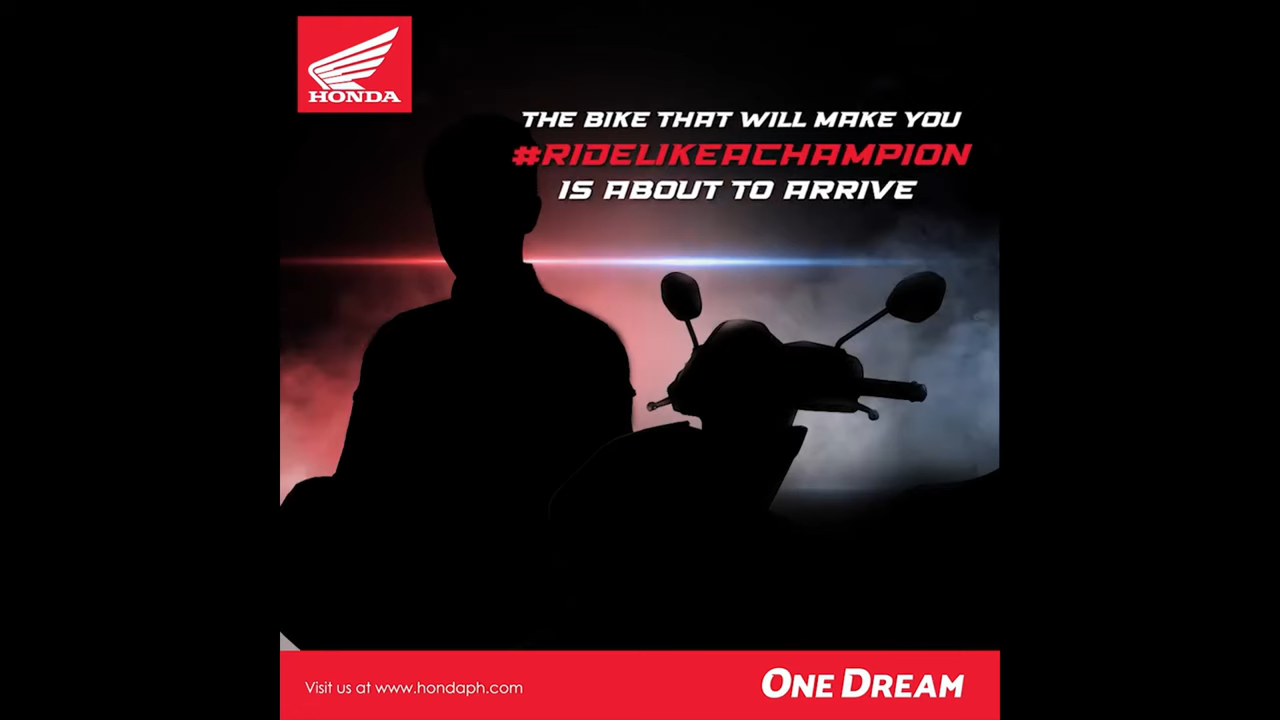 HONDA
THE BIKE THAT WILL MAKE YOU
#RIDELIKEACHAMPION
IS ABOUT TO ARRIVE
Visit us at www.hondaph.com
ONE DREAM